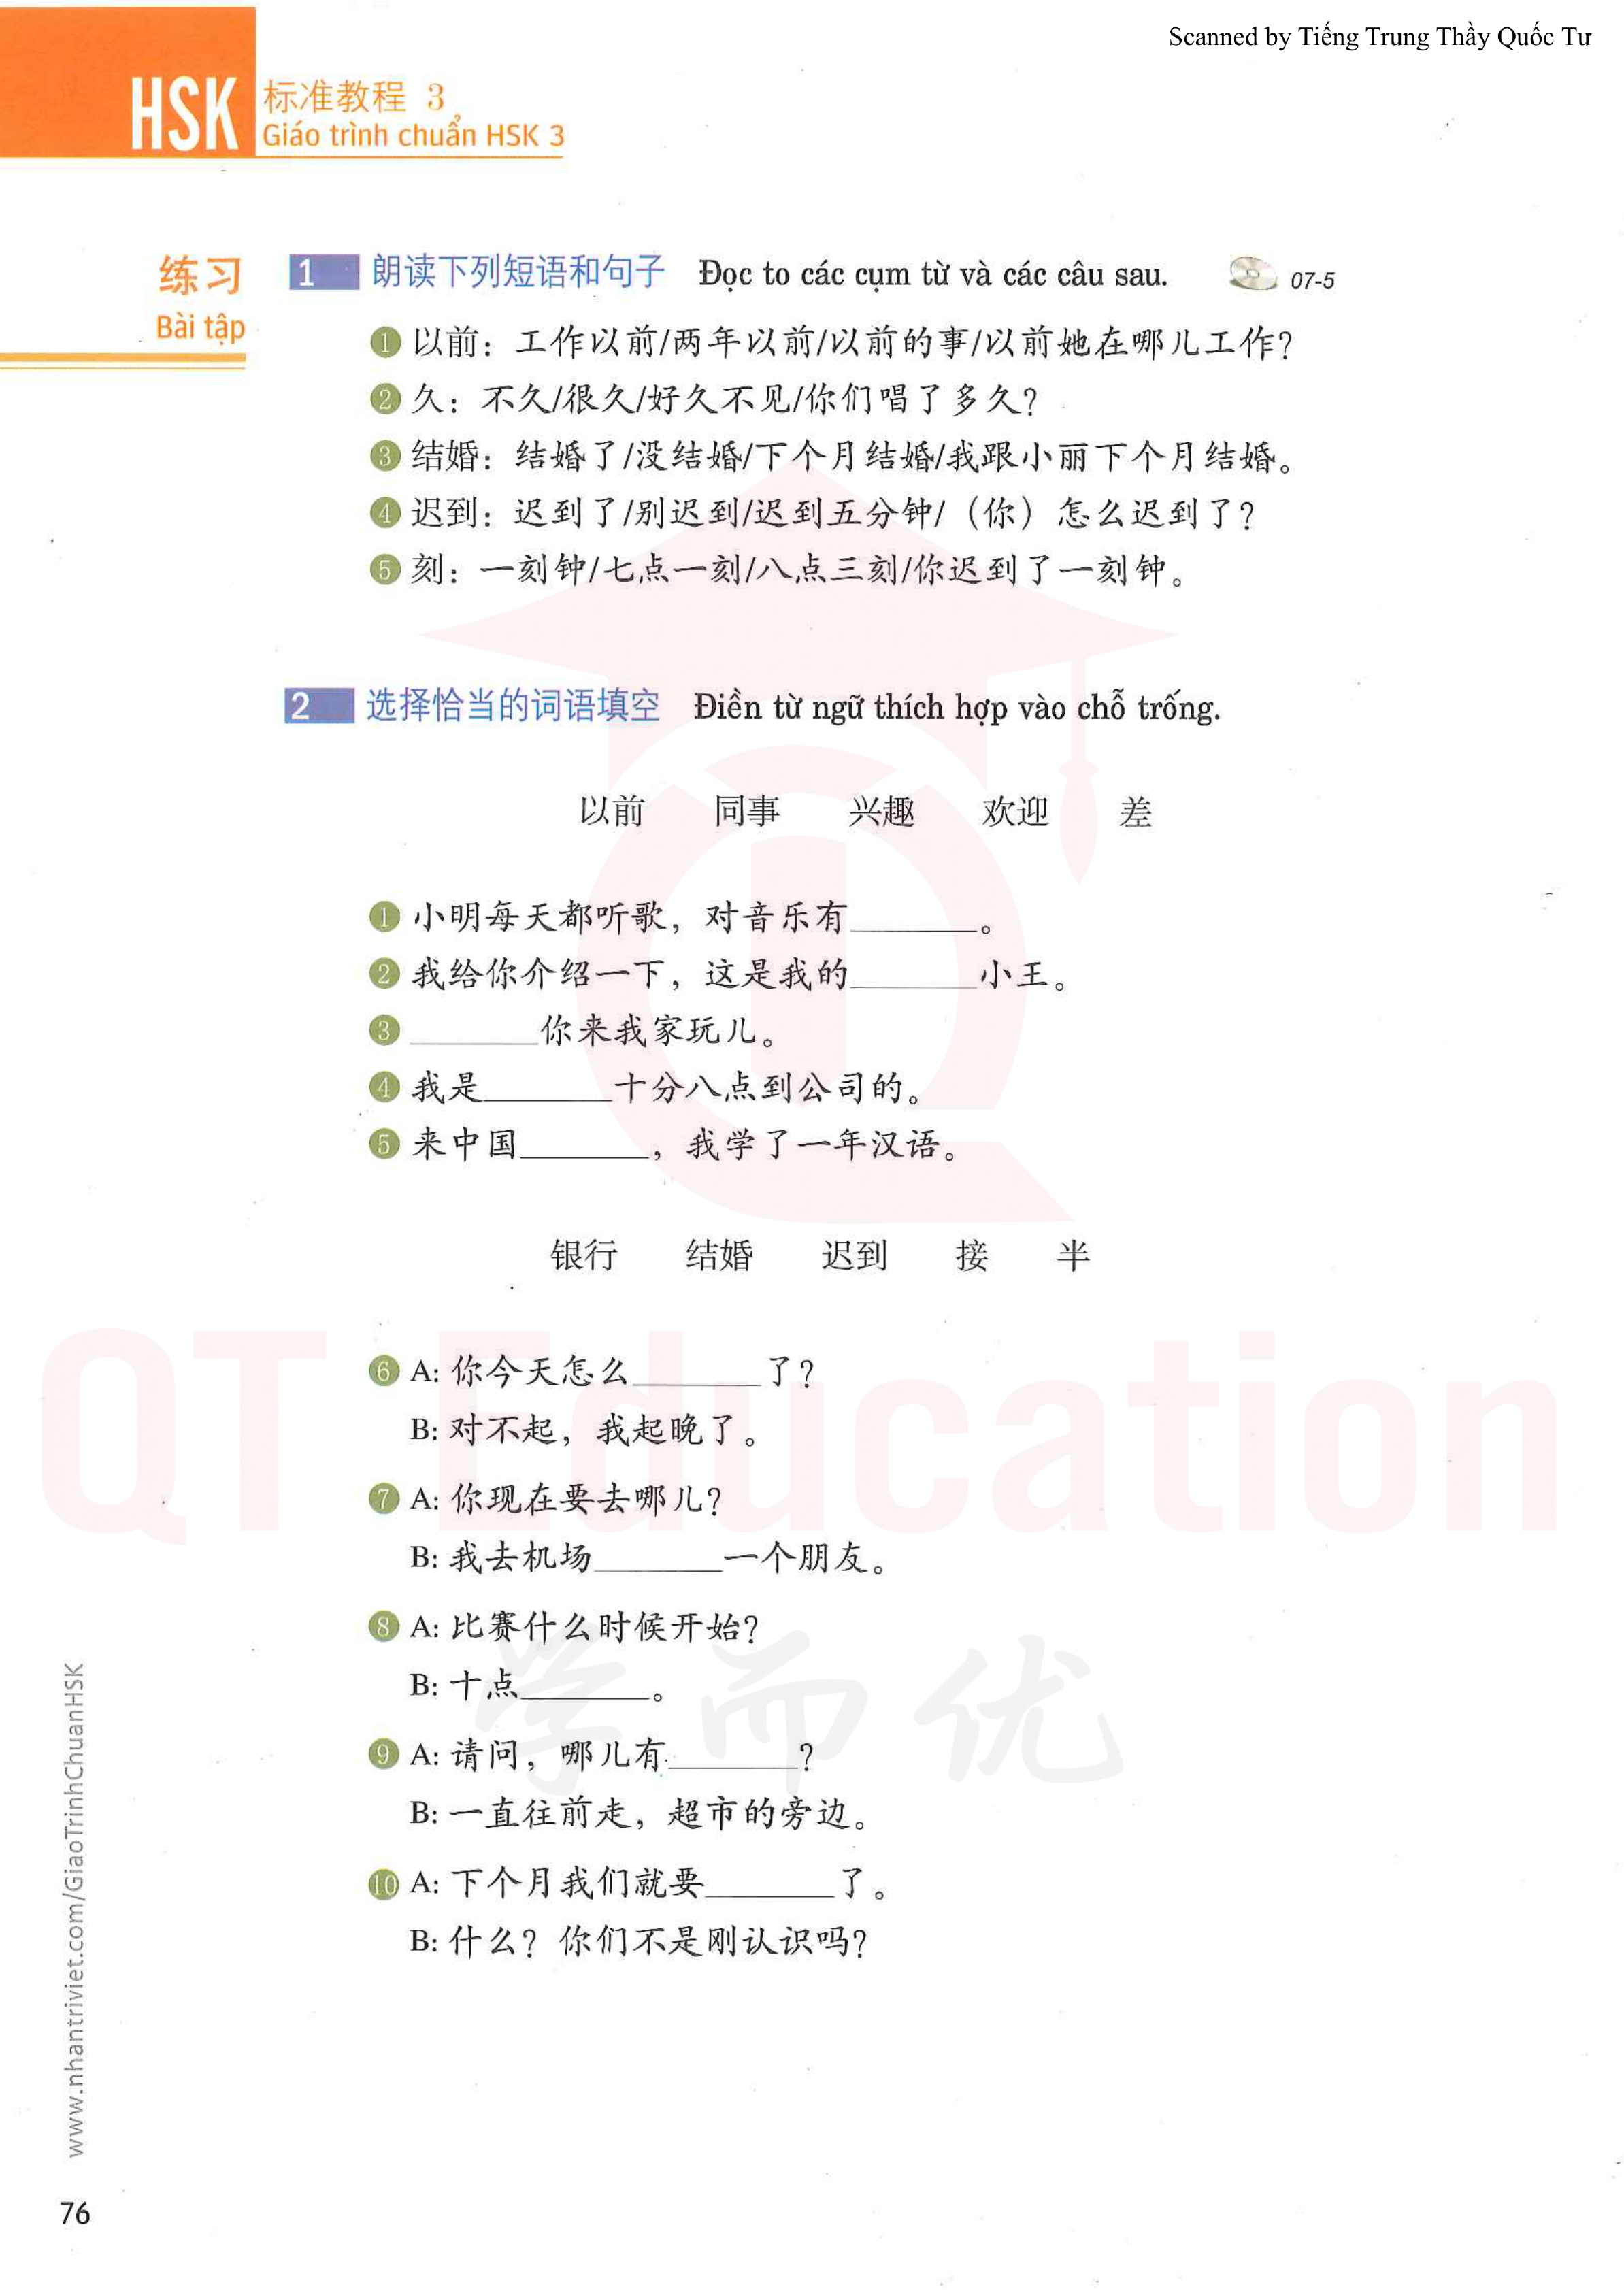 Scanned by Tiếng Trung Thầy Quốc Tư
HSK 标准教程 3
Giáo trình chuẩn HSK 3
练习
Bài tập
1 朗读下列短语和句子 Đọc to các cụm từ và các câu sau. 07-5
1 以前：工作以前/两年以前/以前的事/以前她在哪儿工作？
2 久：不久/很久/好久不见/你们唱了多久？
3 结婚：结婚了/没结婚/下个月结婚/我跟小丽下个月结婚。
4 迟到：迟到了/别迟到/迟到五分钟/（你）怎么迟到了？
5 刻：一刻钟/七点一刻/八点三刻/你迟到了一刻钟。
2 选择恰当的词语填空 Điền từ ngữ thích hợp vào chỗ trống.
以前 同事 兴趣 欢迎 差
1 小明每天都听歌，对音乐有________。
2 我给你介绍一下，这是我的________小王。
3 ________你来我家玩儿。
4 我是________十分八点到公司的。
5 来中国________，我学了一年汉语。
银行 结婚 迟到 接 半
6 A: 你今天怎么________了？
B: 对不起，我起晚了。
7 A: 你现在要去哪儿？
B: 我去机场________一个朋友。
8 A: 比赛什么时候开始？
B: 十点________。
9 A: 请问，哪儿有________？
B: 一直往前走，超市的旁边。
10 A: 下个月我们就要________了。
B: 什么？你们不是刚认识吗？
QT Education
学而优
www.nhantriviet.com/GiaoTrinhChuanHSK
76